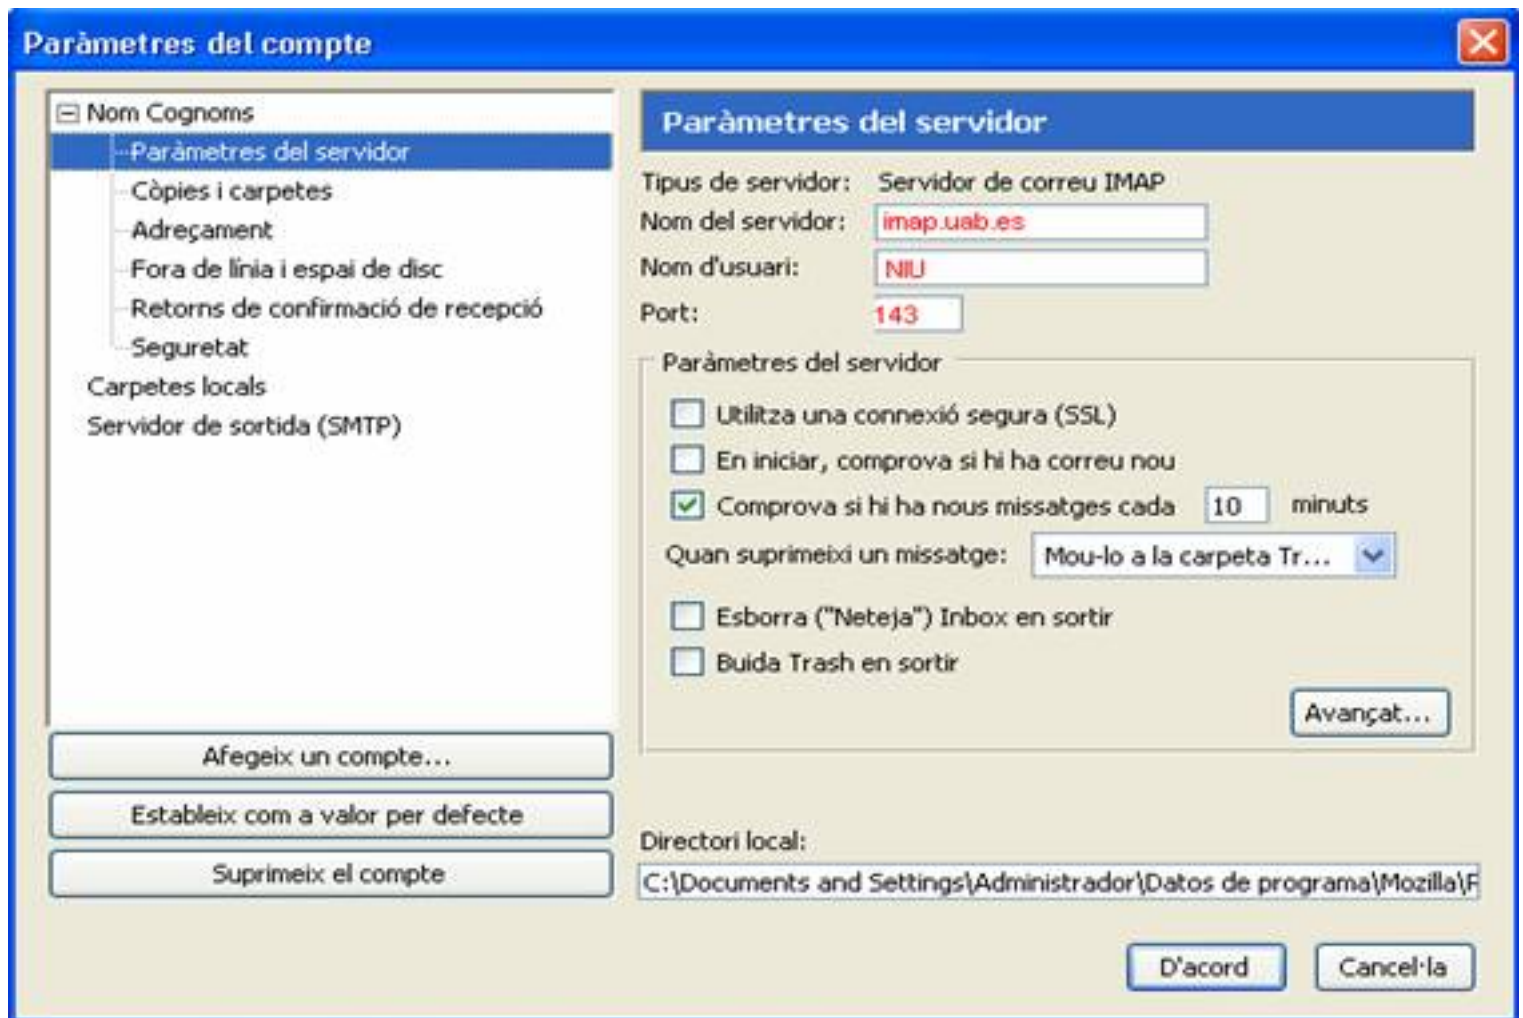 Paràmetres del compte
Nom Cognoms
Paràmetres del servidor
Còpies i carpetes
Adreçament
Fora de línia i espai de disc
Retorns de confirmació de recepció
Seguretat
Carpetes locals
Servidor de sortida (SMTP)
Afegeix un compte...
Estableix com a valor per defecte
Suprimeix el compte
Paràmetres del servidor
Tipus de servidor: Servidor de correu IMAP
Nom del servidor: imap.uab.es
Nom d'usuari: NIU
Port: 143
Paràmetres del servidor
Utilitza una connexió segura (SSL)
En iniciar, comprova si hi ha correu nou
Comprova si hi ha nous missatges cada 10 minuts
Quan suprimeixi un missatge: Mou-lo a la carpeta Tr...
Esborra ("Neteja") Inbox en sortir
Buida Trash en sortir
Avançat...
Directori local:
C:\Documents and Settings\Administrador\Datos de programa\Mozilla\F
D'acord Cancel·la